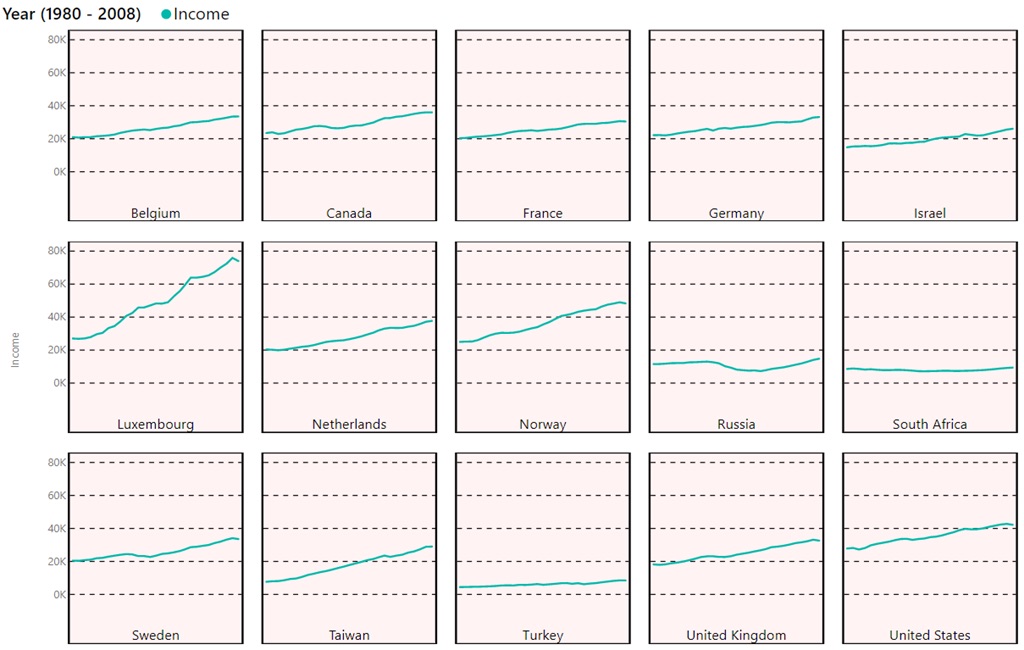 Year (1980 - 2008) Income
80K
60K
40K
20K
0K
Belgium Canada France Germany Israel
80K
60K
40K
20K
0K
Income
Luxembourg Netherlands Norway Russia South Africa
80K
60K
40K
20K
0K
Sweden Taiwan Turkey United Kingdom United States